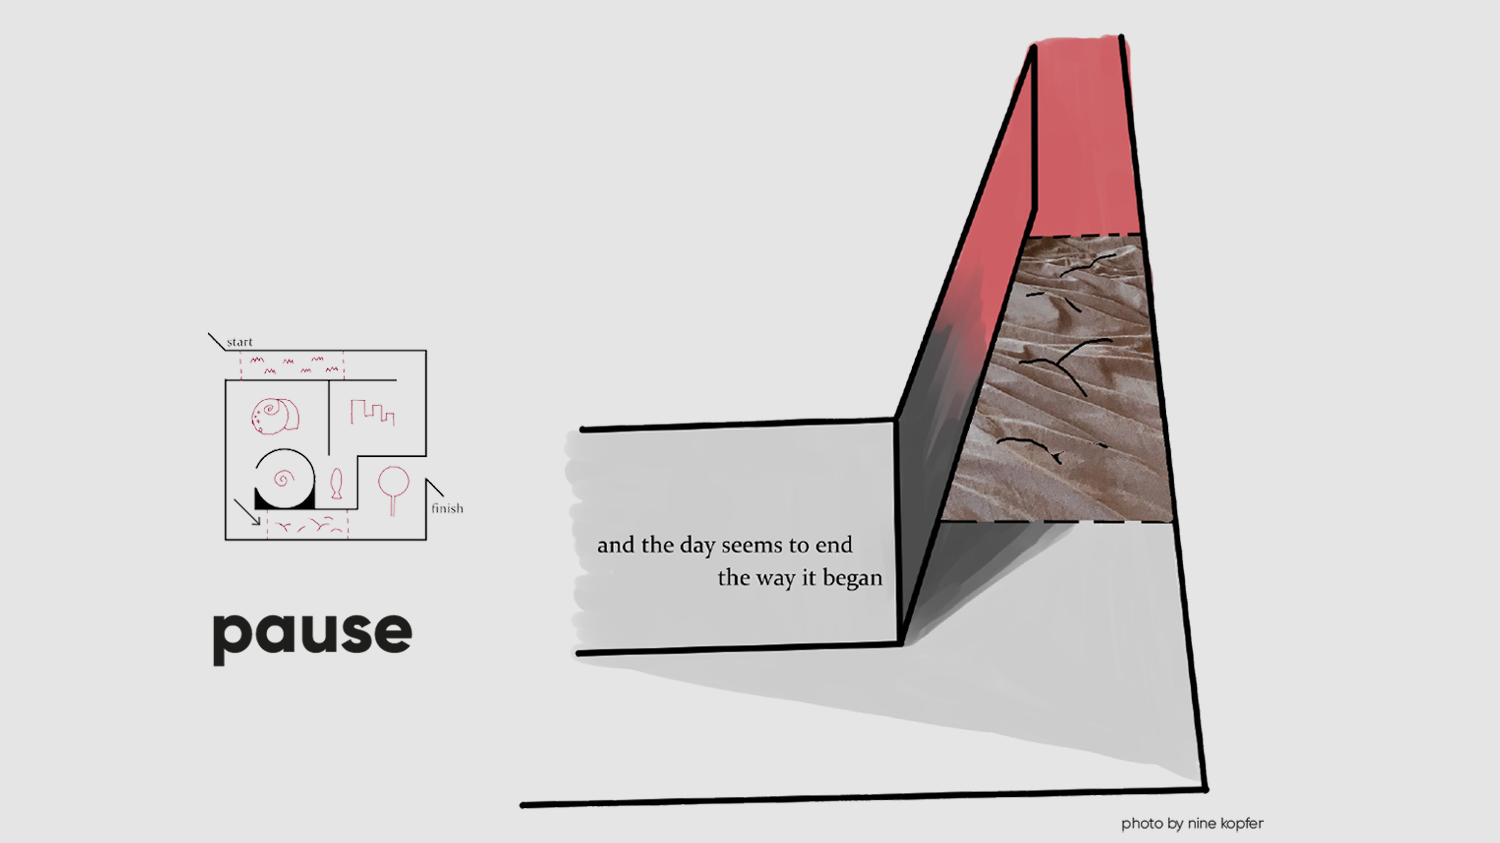 start
finish
pause
and the day seems to end
the way it began
photo by nine kopfer